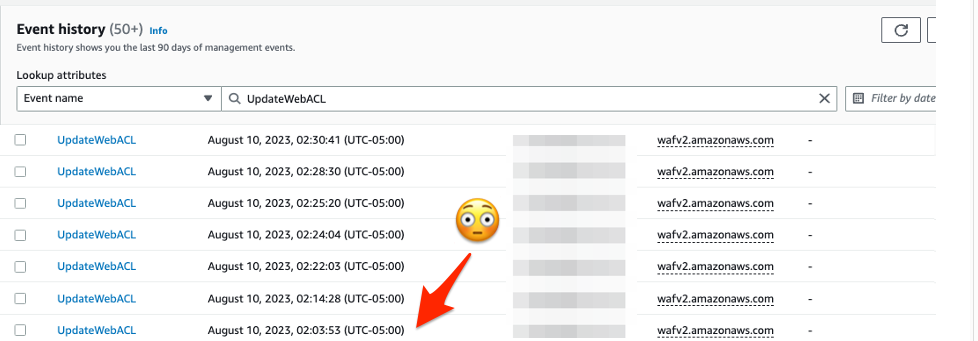 Event history (50+) Info
Event history shows you the last 90 days of management events.
Lookup attributes
Event name UpdateWebACL Filter by date
UpdateWebACL August 10, 2023, 02:30:41 (UTC-05:00) wafv2.amazonaws.com -
UpdateWebACL August 10, 2023, 02:28:30 (UTC-05:00) wafv2.amazonaws.com -
UpdateWebACL August 10, 2023, 02:25:20 (UTC-05:00) wafv2.amazonaws.com -
UpdateWebACL August 10, 2023, 02:24:04 (UTC-05:00) wafv2.amazonaws.com -
UpdateWebACL August 10, 2023, 02:22:03 (UTC-05:00) wafv2.amazonaws.com -
UpdateWebACL August 10, 2023, 02:14:28 (UTC-05:00) wafv2.amazonaws.com -
UpdateWebACL August 10, 2023, 02:03:53 (UTC-05:00) wafv2.amazonaws.com -